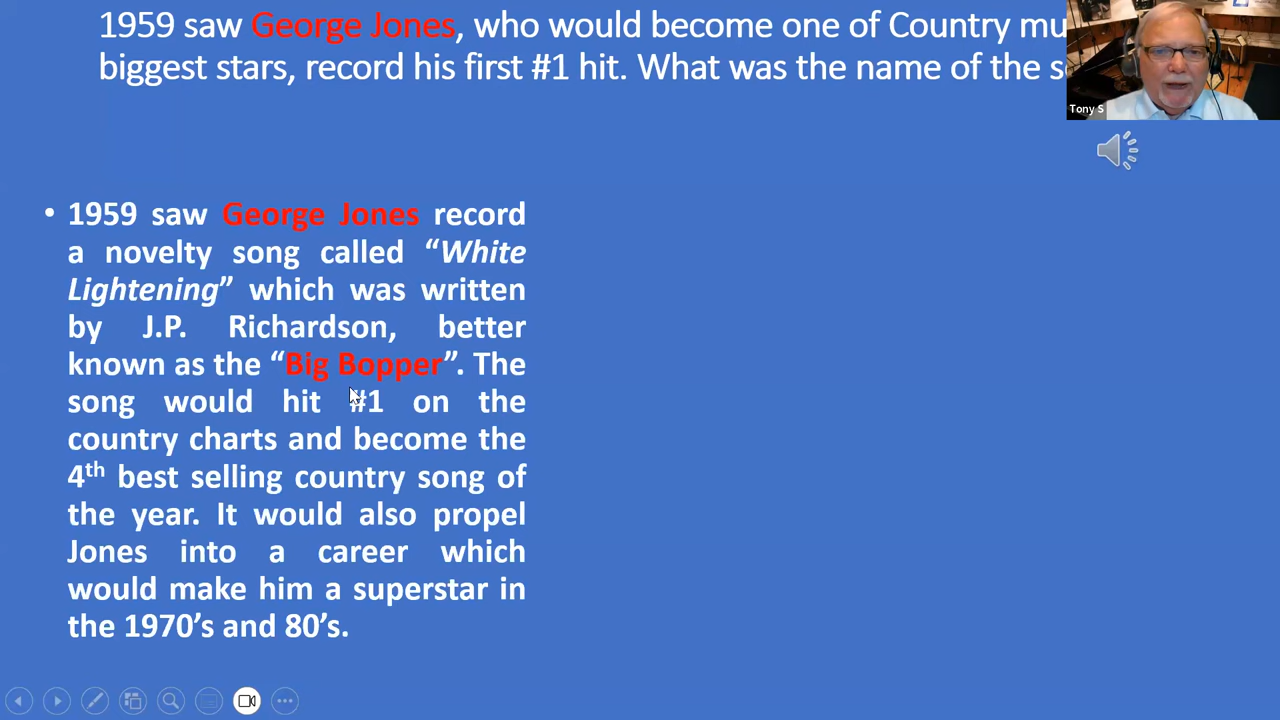 1959 saw George Jones, who would become one of Country mu
biggest stars, record his first #1 hit. What was the name of the s
Tony S
• 1959 saw George Jones record
a novelty song called “White
Lightening” which was written
by J.P. Richardson, better
known as the “Big Bopper”. The
song would hit #1 on the
country charts and become the
4th best selling country song of
the year. It would also propel
Jones into a career which
would make him a superstar in
the 1970’s and 80’s.